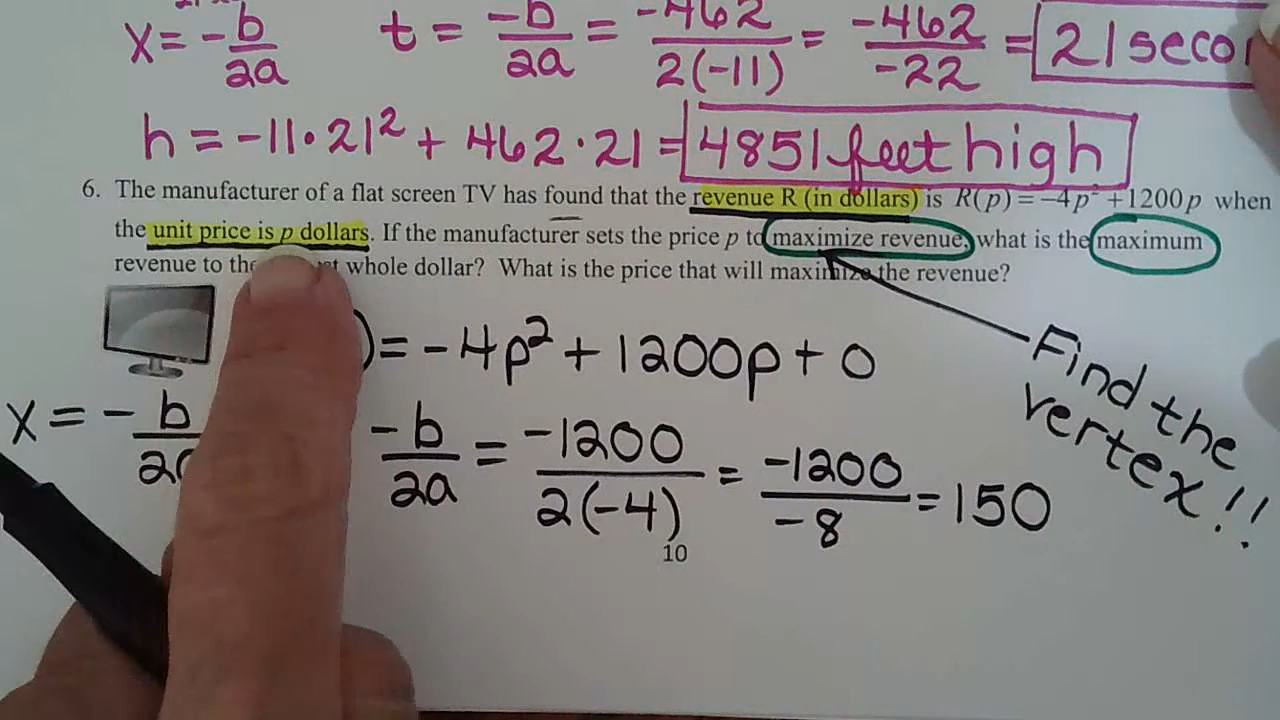 X = -b/2a t = -b/2a = -462/2(-11) = -462/-22 = 21 secon
h = -11·21² + 462·21 = 4851 feet high
6. The manufacturer of a flat screen TV has found that the revenue R (in dollars) is R(p) = −4p² +1200p when
the unit price is p dollars. If the manufacturer sets the price p to maximize revenue, what is the maximum
revenue to the whole dollar? What is the price that will maximize the revenue?
) = -4p² + 1200p + 0
Find the
vertex!!
X = -b/2a -b/2a = -1200/2(-4) = -1200/-8 = 150
10